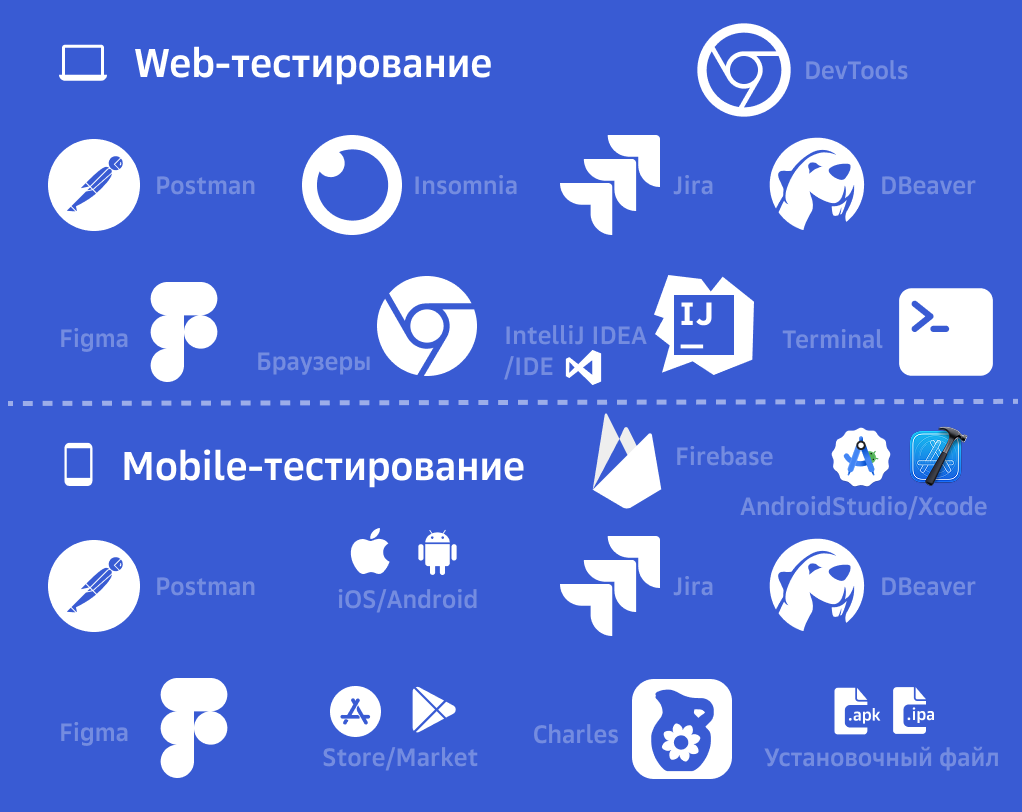 Web-тестирование
DevTools
Postman
Insomnia
Jira
DBeaver
Figma
Браузеры
IntelliJ IDEA
/IDE
IJ
Terminal
Mobile-тестирование
Firebase
AndroidStudio/Xcode
Postman
iOS/Android
Jira
DBeaver
Figma
Store/Market
Charles
.apk
.ipa
Установочный файл